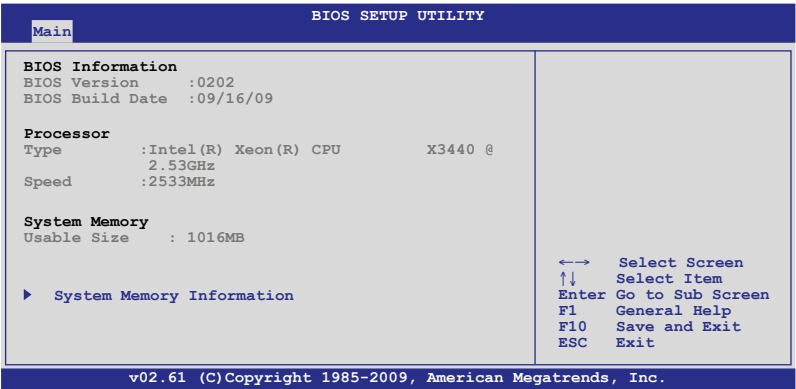 BIOS SETUP UTILITY
Main
BIOS Information
BIOS Version :0202
BIOS Build Date :09/16/09
Processor
Type :Intel(R) Xeon(R) CPU X3440 @
2.53GHz
Speed :2533MHz
System Memory
Usable Size : 1016MB
System Memory Information
←→ Select Screen
↑↓ Select Item
Enter Go to Sub Screen
F1 General Help
F10 Save and Exit
ESC Exit
v02.61 (C)Copyright 1985-2009, American Megatrends, Inc.